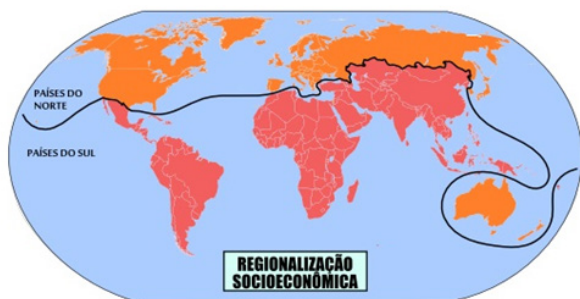 PAÍSES DO
NORTE
PAÍSES DO SUL
REGIONALIZAÇÃO
SOCIOECONÔMICA